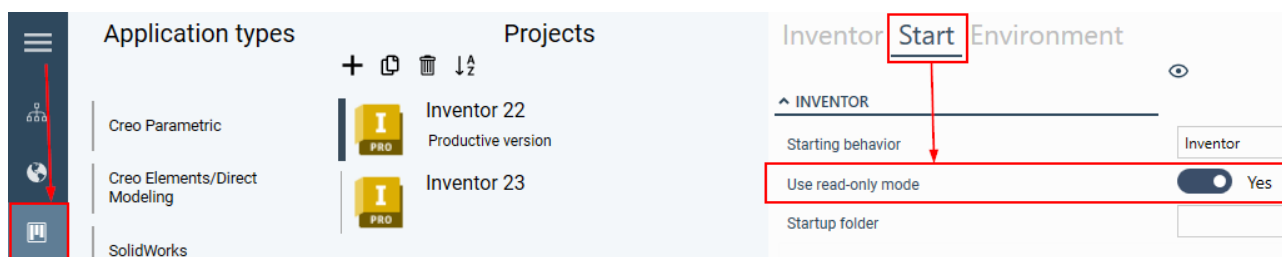 Application types
Creo Parametric
Creo Elements/Direct
Modeling
SolidWorks
Projects
I
PRO
Inventor 22
Productive version
I
PRO
Inventor 23
Inventor Start Environment
INVENTOR
Starting behavior Inventor
Use read-only mode Yes
Startup folder